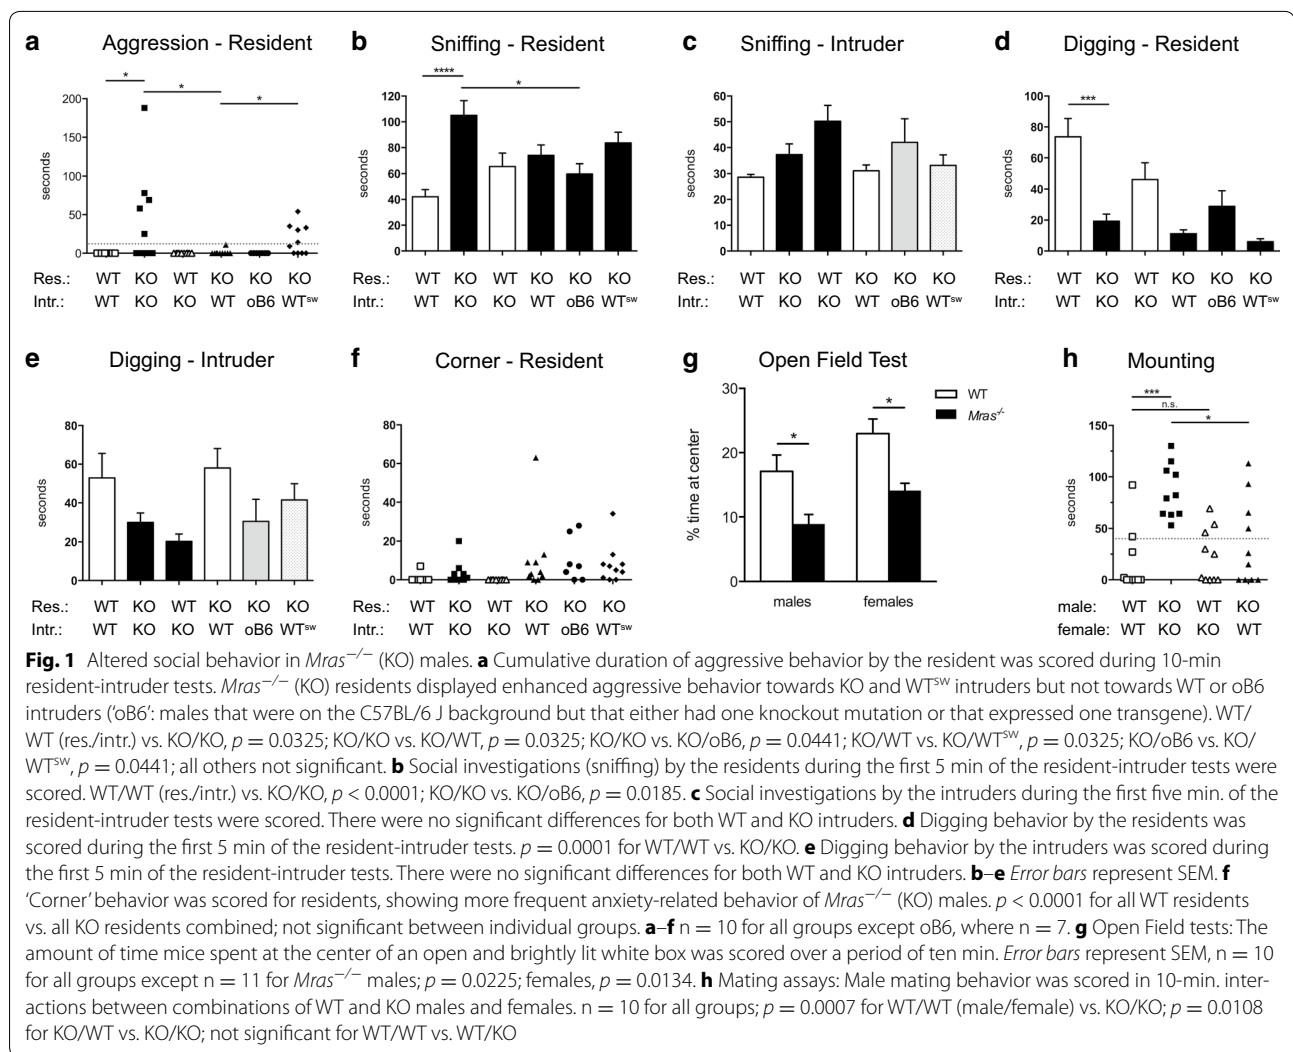 a Aggression - Resident
* * *
200
150
100
50
0
seconds
Res.: WT KO WT KO KO KO
Intr.: WT KO KO WT oB6 WTsw
b Sniffing - Resident
**** *
120
100
80
60
40
20
0
seconds
Res.: WT KO WT KO KO KO
Intr.: WT KO KO WT oB6 WTsw
c Sniffing - Intruder
60
50
40
30
20
10
0
seconds
Res.: WT KO WT KO KO KO
Intr.: WT KO KO WT oB6 WTsw
d Digging - Resident
***
100
80
60
40
20
0
seconds
Res.: WT KO WT KO KO KO
Intr.: WT KO KO WT oB6 WTsw
e Digging - Intruder
80
60
40
20
0
seconds
Res.: WT KO WT KO KO KO
Intr.: WT KO KO WT oB6 WTsw
f Corner - Resident
80
60
40
20
0
seconds
Res.: WT KO WT KO KO KO
Intr.: WT KO KO WT oB6 WTsw
g Open Field Test
30
20
10
0
% time at center
* *
WT
Mras-/-
males females
h Mounting
***
n.s.
*
150
100
50
0
seconds
male: WT KO WT KO
female: WT KO KO WT
Fig. 1 Altered social behavior in Mras−/− (KO) males. a Cumulative duration of aggressive behavior by the resident was scored during 10-min
resident-intruder tests. Mras−/− (KO) residents displayed enhanced aggressive behavior towards KO and WTsw intruders but not towards WT or oB6
intruders (‘oB6’: males that were on the C57BL/6 J background but that either had one knockout mutation or that expressed one transgene). WT/
WT (res./intr.) vs. KO/KO, p = 0.0325; KO/KO vs. KO/WT, p = 0.0325; KO/KO vs. KO/oB6, p = 0.0441; KO/WT vs. KO/WTsw, p = 0.0325; KO/oB6 vs. KO/
WTsw, p = 0.0441; all others not significant. b Social investigations (sniffing) by the residents during the first 5 min of the resident-intruder tests were
scored. WT/WT (res./intr.) vs. KO/KO, p < 0.0001; KO/KO vs. KO/oB6, p = 0.0185. c Social investigations by the intruders during the first five min. of the
resident-intruder tests were scored. There were no significant differences for both WT and KO intruders. d Digging behavior by the residents was
scored during the first 5 min of the resident-intruder tests. p = 0.0001 for WT/WT vs. KO/KO. e Digging behavior by the intruders was scored during
the first 5 min of the resident-intruder tests. There were no significant differences for both WT and KO intruders. b–e Error bars represent SEM. f
‘Corner’ behavior was scored for residents, showing more frequent anxiety-related behavior of Mras−/− (KO) males. p < 0.0001 for all WT residents
vs. all KO residents combined; not significant between individual groups. a–f n = 10 for all groups except oB6, where n = 7. g Open Field tests: The
amount of time mice spent at the center of an open and brightly lit white box was scored over a period of ten min. Error bars represent SEM, n = 10
for all groups except n = 11 for Mras−/− males; p = 0.0225; females, p = 0.0134. h Mating assays: Male mating behavior was scored in 10-min. inter-
actions between combinations of WT and KO males and females. n = 10 for all groups; p = 0.0007 for WT/WT (male/female) vs. KO/KO; p = 0.0108
for KO/WT vs. KO/KO; not significant for WT/WT vs. WT/KO